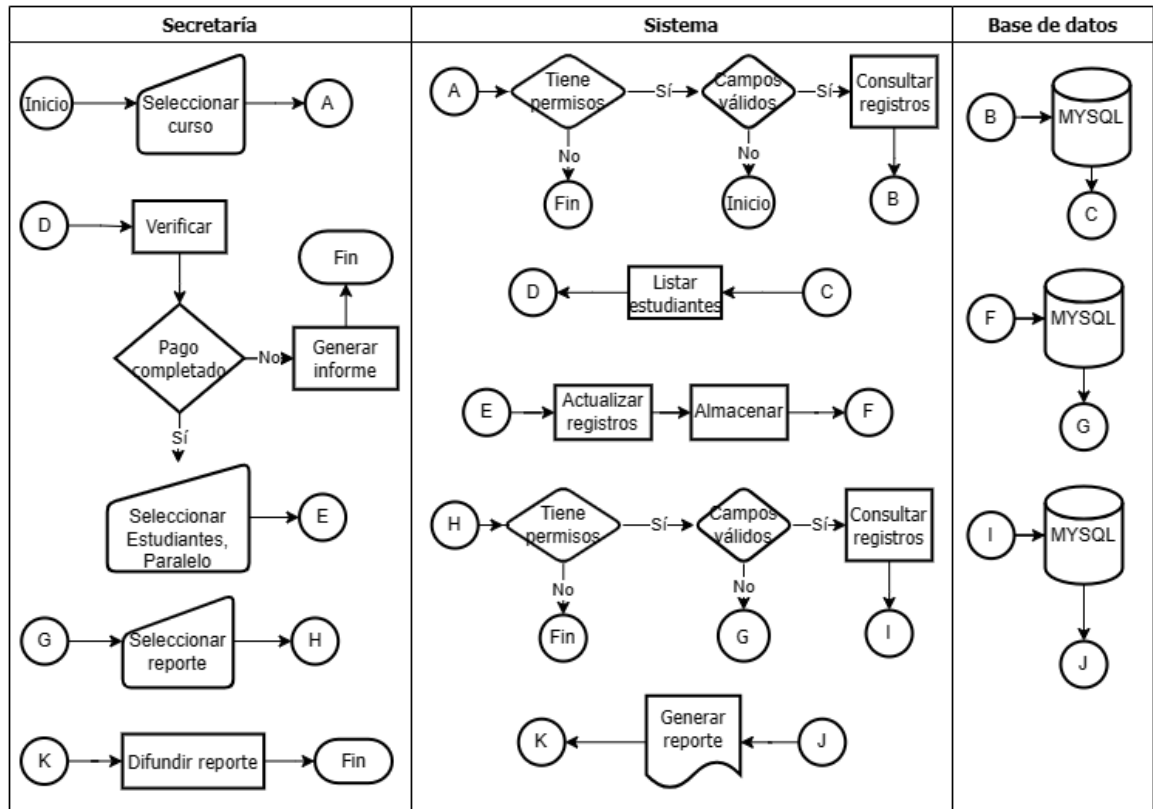 Secretaría
Sistema
Base de datos
Inicio
Seleccionar
curso
A
D
Verificar
Fin
Pago
completado
No
Generar
informe
Sí
Seleccionar
Estudiantes,
Paralelo
E
G
Seleccionar
reporte
H
K
Difundir reporte
Fin
A
Tiene
permisos
Sí
Campos
válidos
Sí
Consultar
registros
No
No
Fin
Inicio
B
D
Listar
estudiantes
C
E
Actualizar
registros
Almacenar
F
H
Tiene
permisos
Sí
Campos
válidos
Sí
Consultar
registros
No
No
Fin
G
I
K
Generar
reporte
J
B
MYSQL
C
F
MYSQL
G
I
MYSQL
J